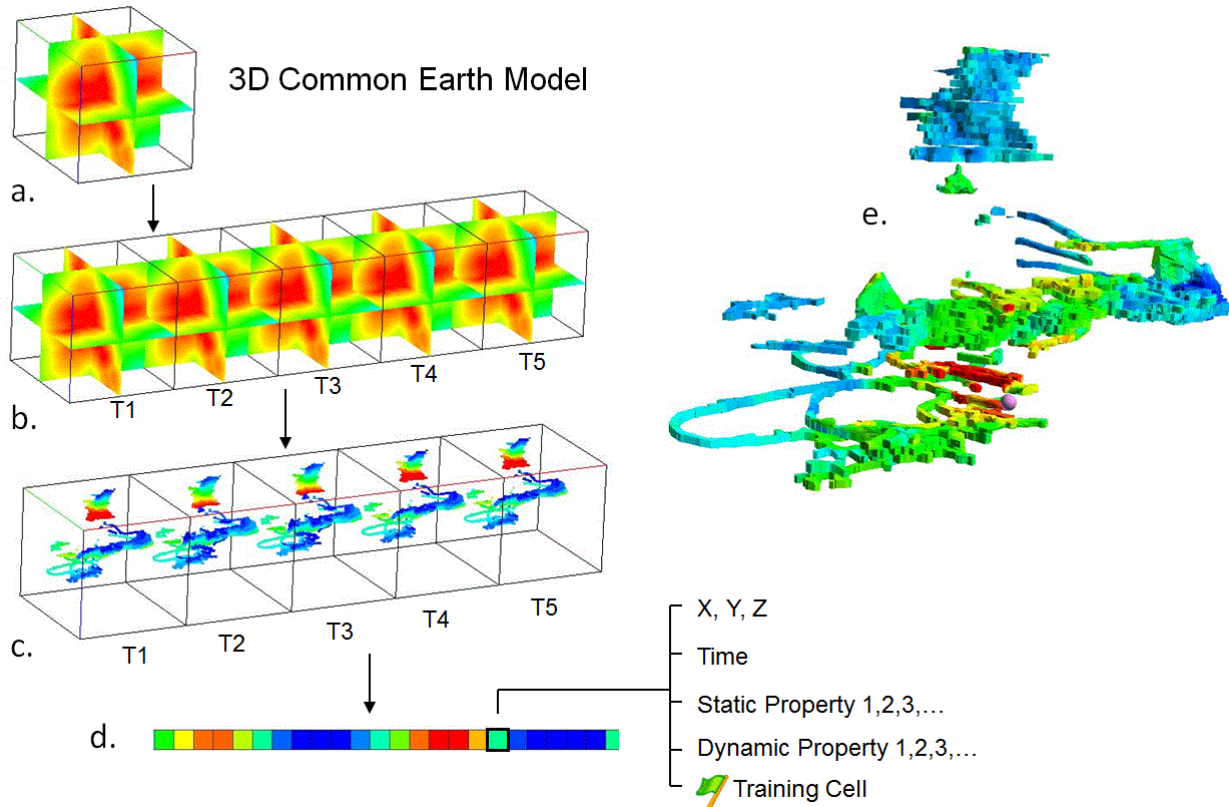 3D Common Earth Model
a.
e.
T1
T2
T3
T4
T5
b.
c.
T1
T2
T3
T4
T5
d.
X, Y, Z
Time
Static Property 1,2,3,...
Dynamic Property 1,2,3,...
Training Cell